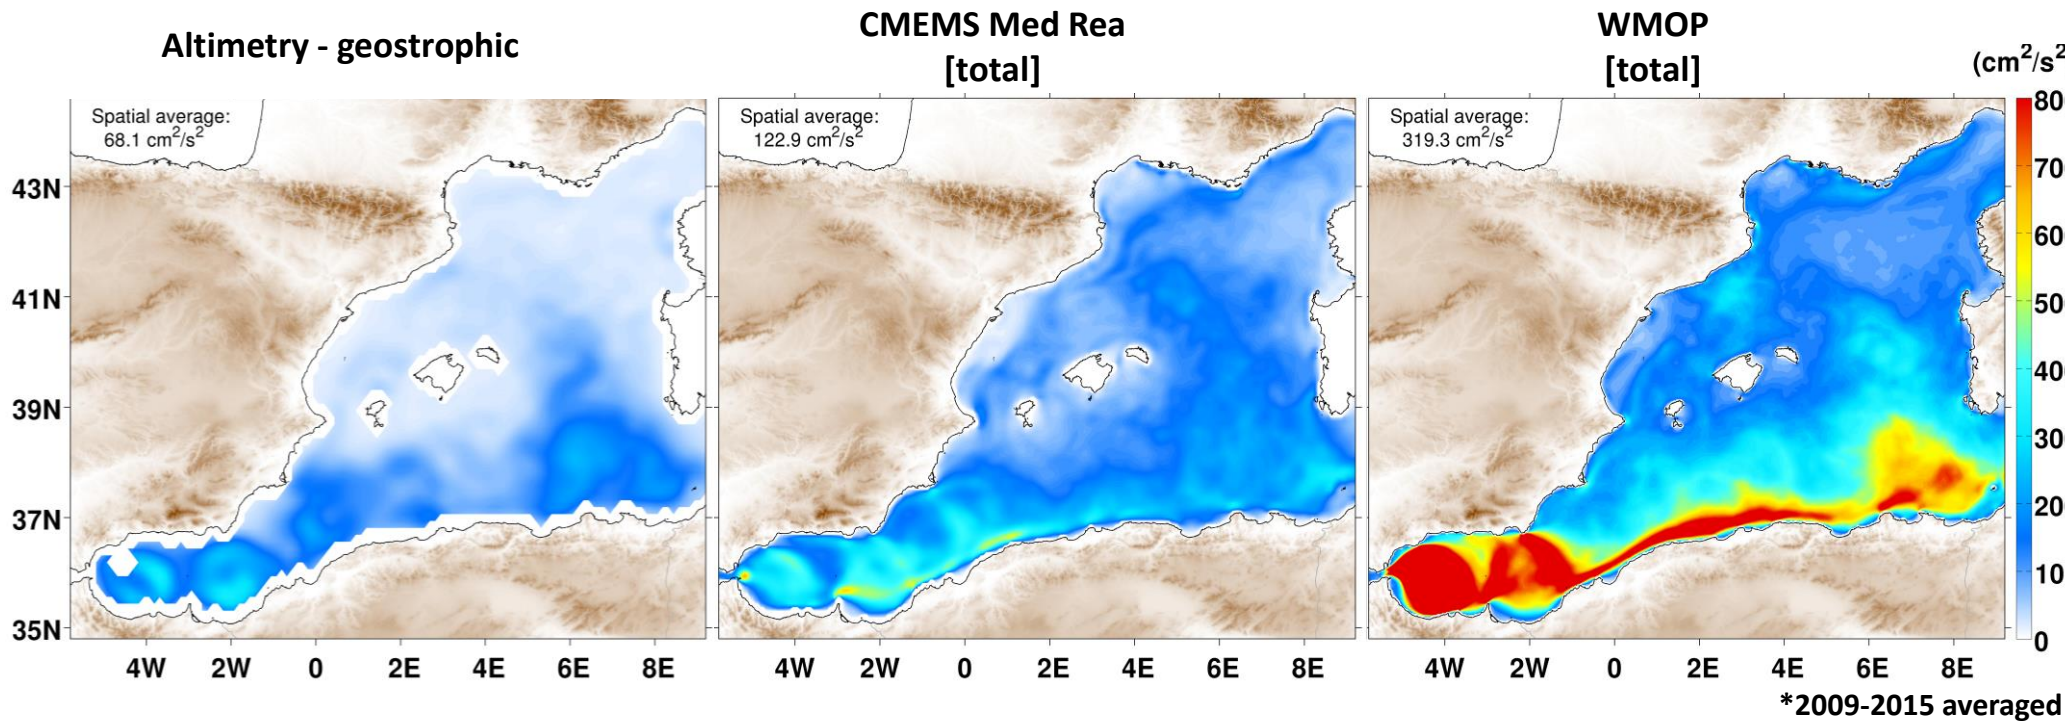 Altimetry - geostrophic
CMEMS Med Rea
[total]
WMOP
[total]
(cm²/s²
Spatial average:
68.1 cm²/s²
Spatial average:
122.9 cm²/s²
Spatial average:
319.3 cm²/s²
43N
41N
39N
37N
35N
4W 2W 0 2E 4E 6E 8E
4W 2W 0 2E 4E 6E 8E
4W 2W 0 2E 4E 6E 8E
80
70
60
50
40
30
20
10
0
*2009-2015 averaged